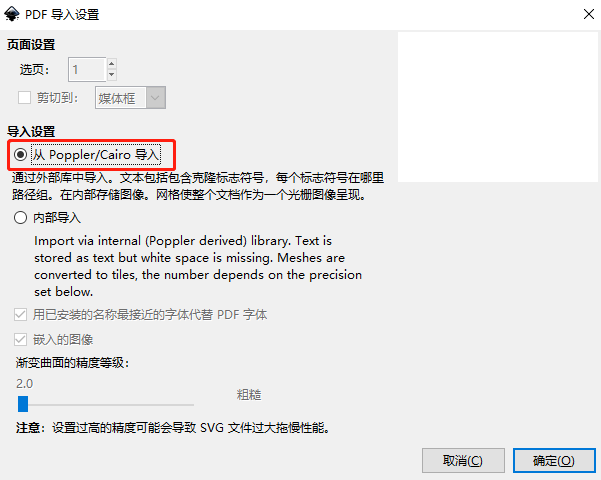 PDF 导入设置
页面设置
选页： 1
剪切到： 媒体框
导入设置
从 Poppler/Cairo 导入
通过外部库中导入。文本包括包含克隆标志符号，每个标志符号在哪里
路径组。在内部存储图像。网格使整个文档作为一个光栅图像呈现。
内部导入
Import via internal (Poppler derived) library. Text is
stored as text but white space is missing. Meshes are
converted to tiles, the number depends on the precision
set below.
用已安装的名称最接近的字体代替 PDF 字体
嵌入的图像
渐变曲面的精度等级：
2.0
粗糙
注意：设置过高的精度可能会导致 SVG 文件过大拖慢性能。
取消(C) 确定(O)